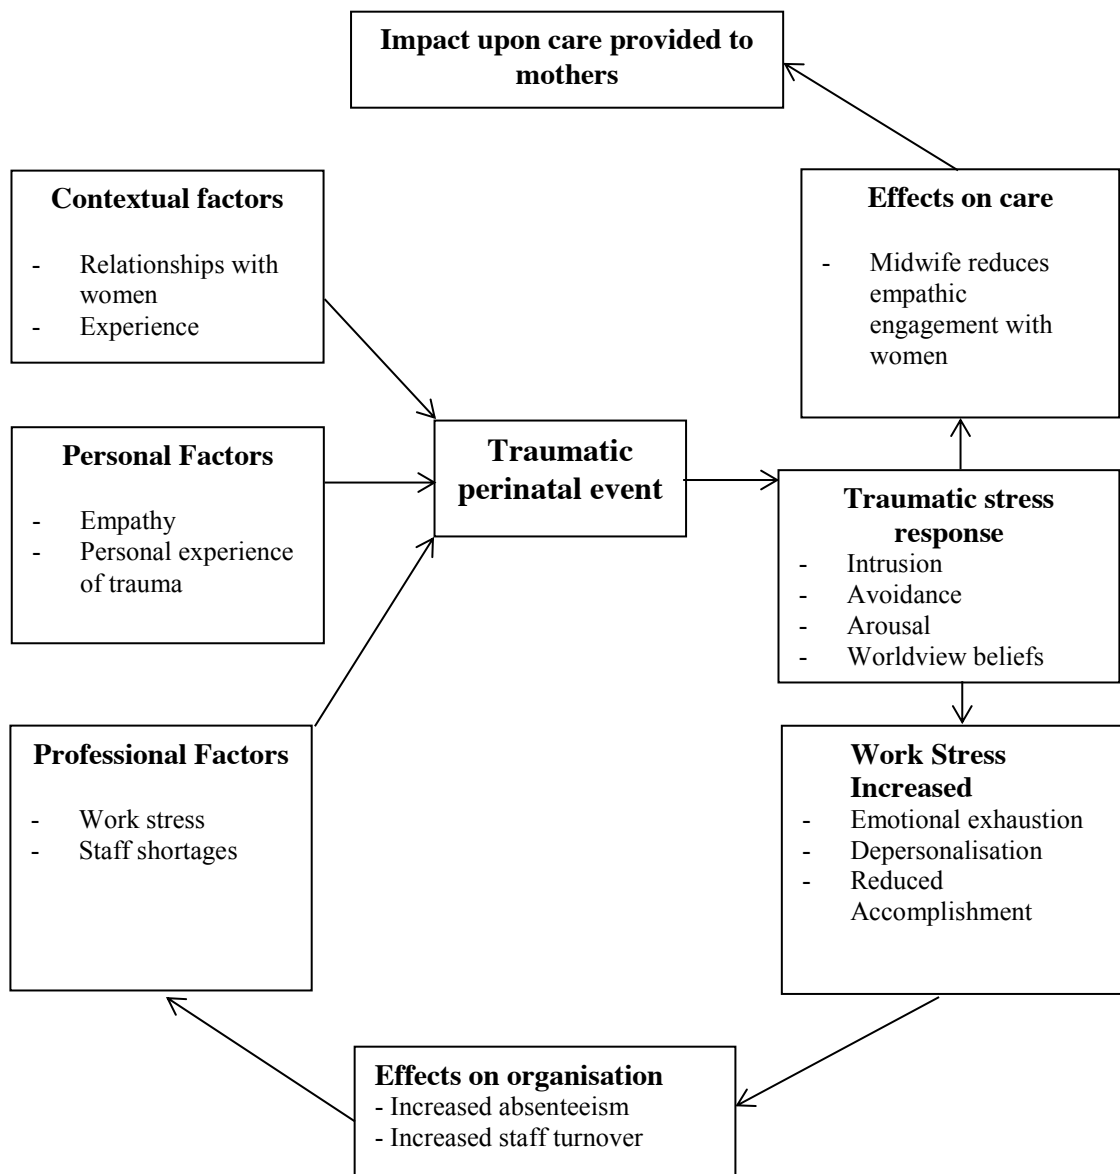 Impact upon care provided to
mothers
Contextual factors
- Relationships with
women
- Experience
Effects on care
- Midwife reduces
empathic
engagement with
women
Personal Factors
- Empathy
- Personal experience
of trauma
Traumatic
perinatal event
Traumatic stress
response
- Intrusion
- Avoidance
- Arousal
- Worldview beliefs
Professional Factors
- Work stress
- Staff shortages
Work Stress
Increased
- Emotional exhaustion
- Depersonalisation
- Reduced
Accomplishment
Effects on organisation
- Increased absenteeism
- Increased staff turnover